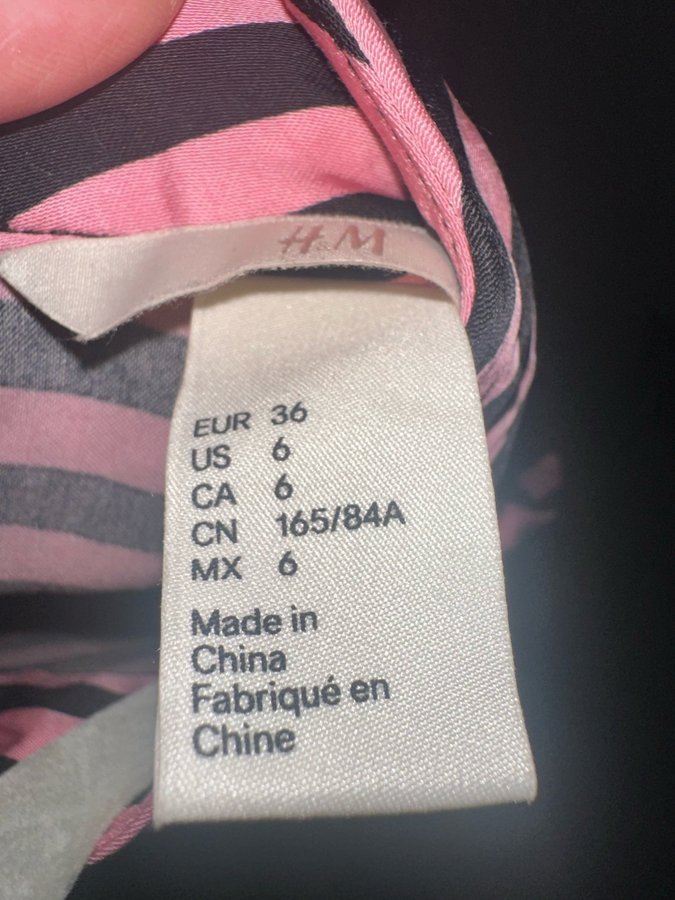 H&M
EUR 36
US 6
CA 6
CN 165/84A
MX 6
Made in
China
Fabriqué en
Chine